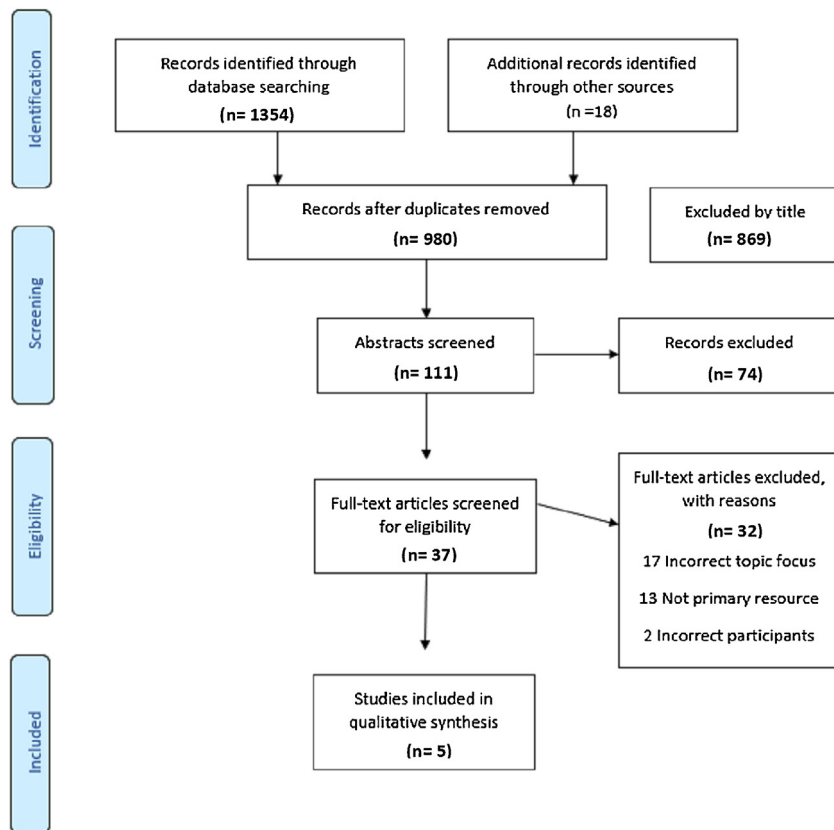 Identification
Records identified through
database searching
(n= 1354)
Additional records identified
through other sources
(n =18)
Records after duplicates removed
(n= 980)
Excluded by title
(n= 869)
Screening
Abstracts screened
(n= 111)
Records excluded
(n= 74)
Eligibility
Full-text articles screened
for eligibility
(n= 37)
Full-text articles excluded,
with reasons
(n= 32)
17 Incorrect topic focus
13 Not primary resource
2 Incorrect participants
Included
Studies included in
qualitative synthesis
(n= 5)